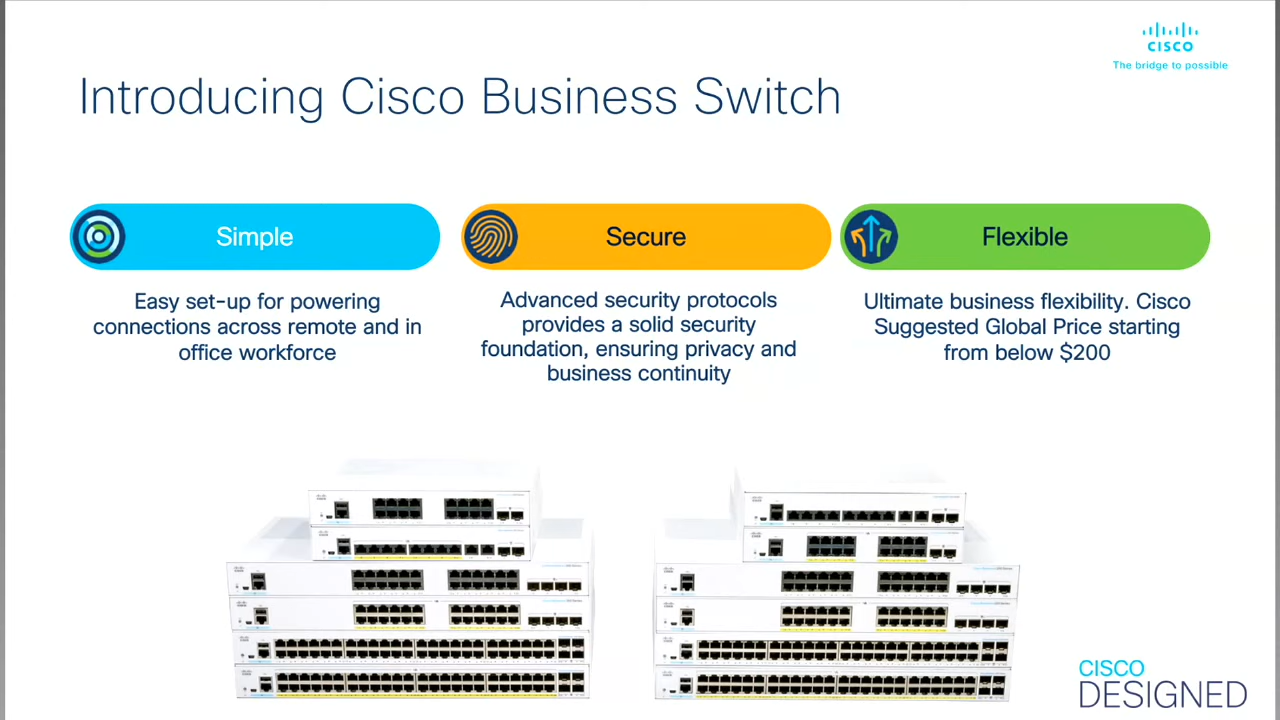 CISCO
The bridge to possible
Introducing Cisco Business Switch
Simple
Easy set-up for powering
connections across remote and in
office workforce
Secure
Advanced security protocols
provides a solid security
foundation, ensuring privacy and
business continuity
Flexible
Ultimate business flexibility. Cisco
Suggested Global Price starting
from below $200
CISCO
DESIGNED